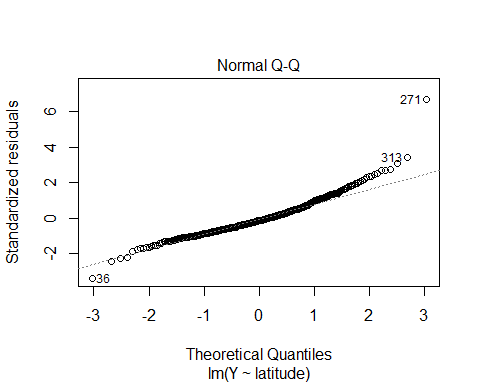 Normal Q-Q
Standardized residuals
6
4
2
0
-2
271
313
36
-3 -2 -1 0 1 2 3
Theoretical Quantiles
lm(Y ~ latitude)